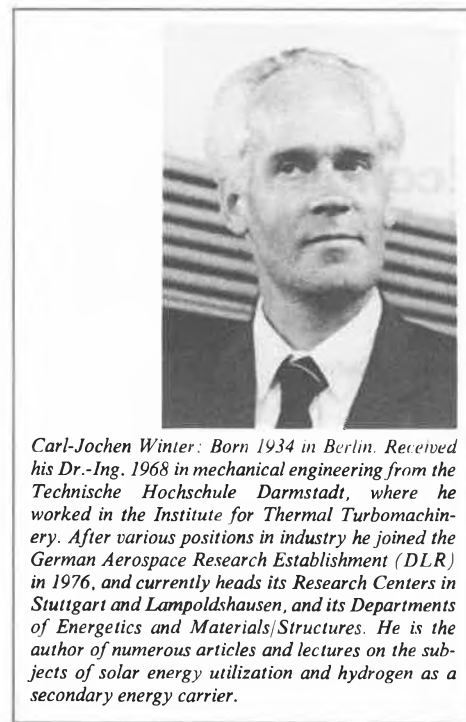 Carl-Jochen Winter: Born 1934 in Berlin. Received
his Dr.-Ing. 1968 in mechanical engineering from the
Technische Hochschule Darmstadt, where he
worked in the Institute for Thermal Turbomachin-
ery. After various positions in industry he joined the
German Aerospace Research Establishment (DLR)
in 1976, and currently heads its Research Centers in
Stuttgart and Lampoldshausen, and its Departments
of Energetics and Materials/Structures. He is the
author of numerous articles and lectures on the sub-
jects of solar energy utilization and hydrogen as a
secondary energy carrier.